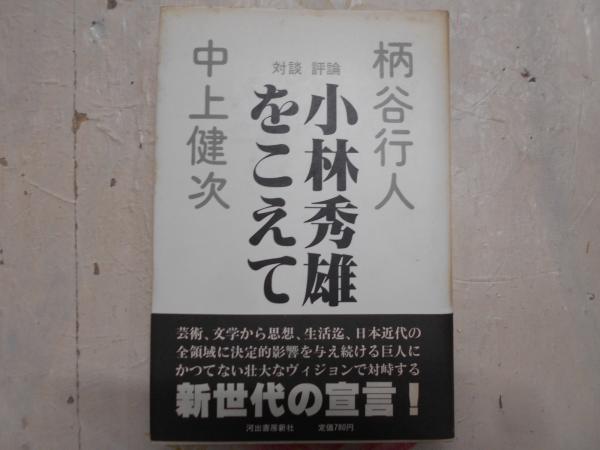 柄谷行人
対談 評論
小林秀雄
をこえて
中上健次
芸術、文学から思想、生活迄、日本近代の
全領域に決定的影響を与え続ける巨人に
かつてない壮大なヴィジョンで対峙する
新世代の宣言！
河出書房新社 定価780円